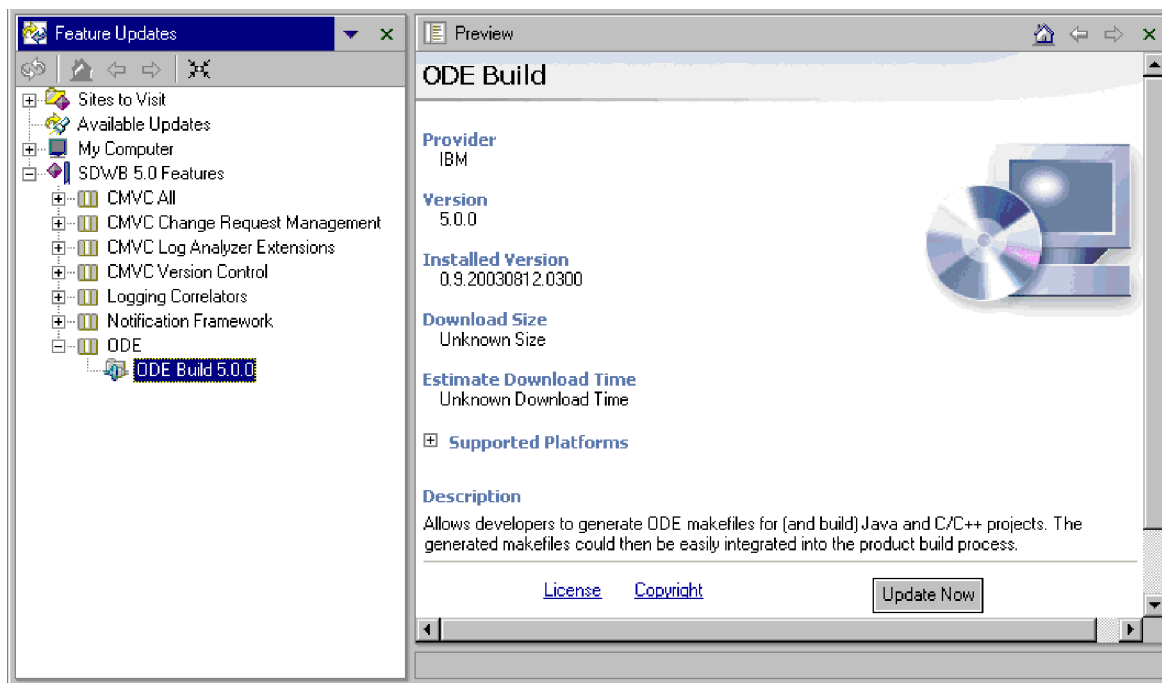 Feature Updates
Sites to Visit
Available Updates
My Computer
SDWB 5.0 Features
CMVC All
CMVC Change Request Management
CMVC Log Analyzer Extensions
CMVC Version Control
Logging Correlators
Notification Framework
ODE
ODE Build 5.0.0
Preview
ODE Build
Provider
IBM
Version
5.0.0
Installed Version
0.9.20030812.0300
Download Size
Unknown Size
Estimate Download Time
Unknown Download Time
Supported Platforms
Description
Allows developers to generate ODE makefiles for (and build) Java and C/C++ projects. The
generated makefiles could then be easily integrated into the product build process.
License Copyright Update Now